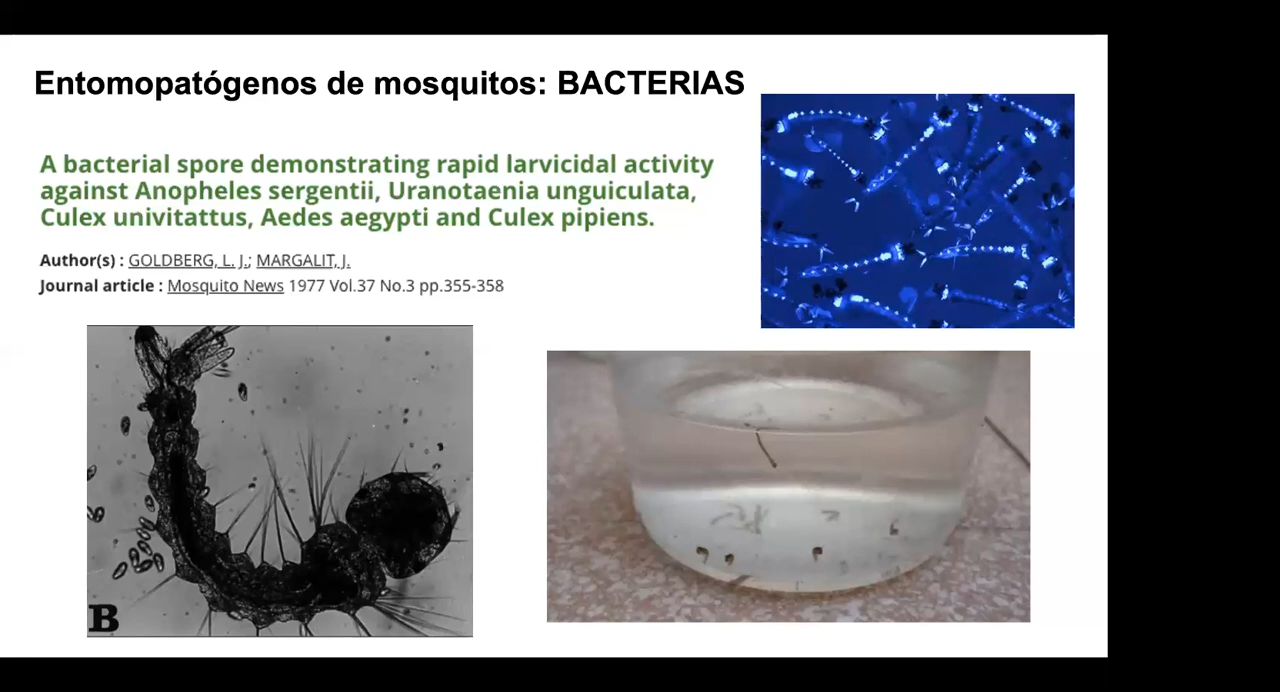 Entomopatógenos de mosquitos: BACTERIAS
A bacterial spore demonstrating rapid larvicidal activity
against Anopheles sergentii, Uranotaenia unguiculata,
Culex univitattus, Aedes aegypti and Culex pipiens.
Author(s) : GOLDBERG, L. J.; MARGALIT, J.
Journal article : Mosquito News 1977 Vol.37 No.3 pp.355-358
B